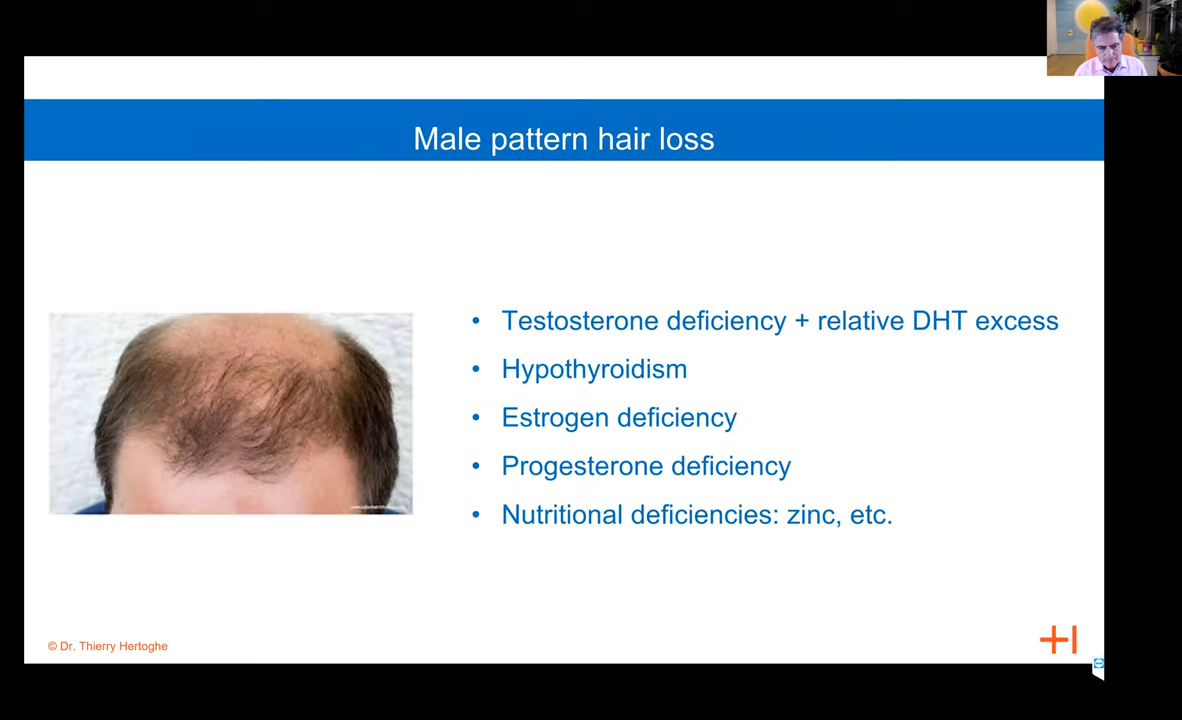 Male pattern hair loss
• Testosterone deficiency + relative DHT excess
• Hypothyroidism
• Estrogen deficiency
• Progesterone deficiency
• Nutritional deficiencies: zinc, etc.
© Dr. Thierry Hertoghe